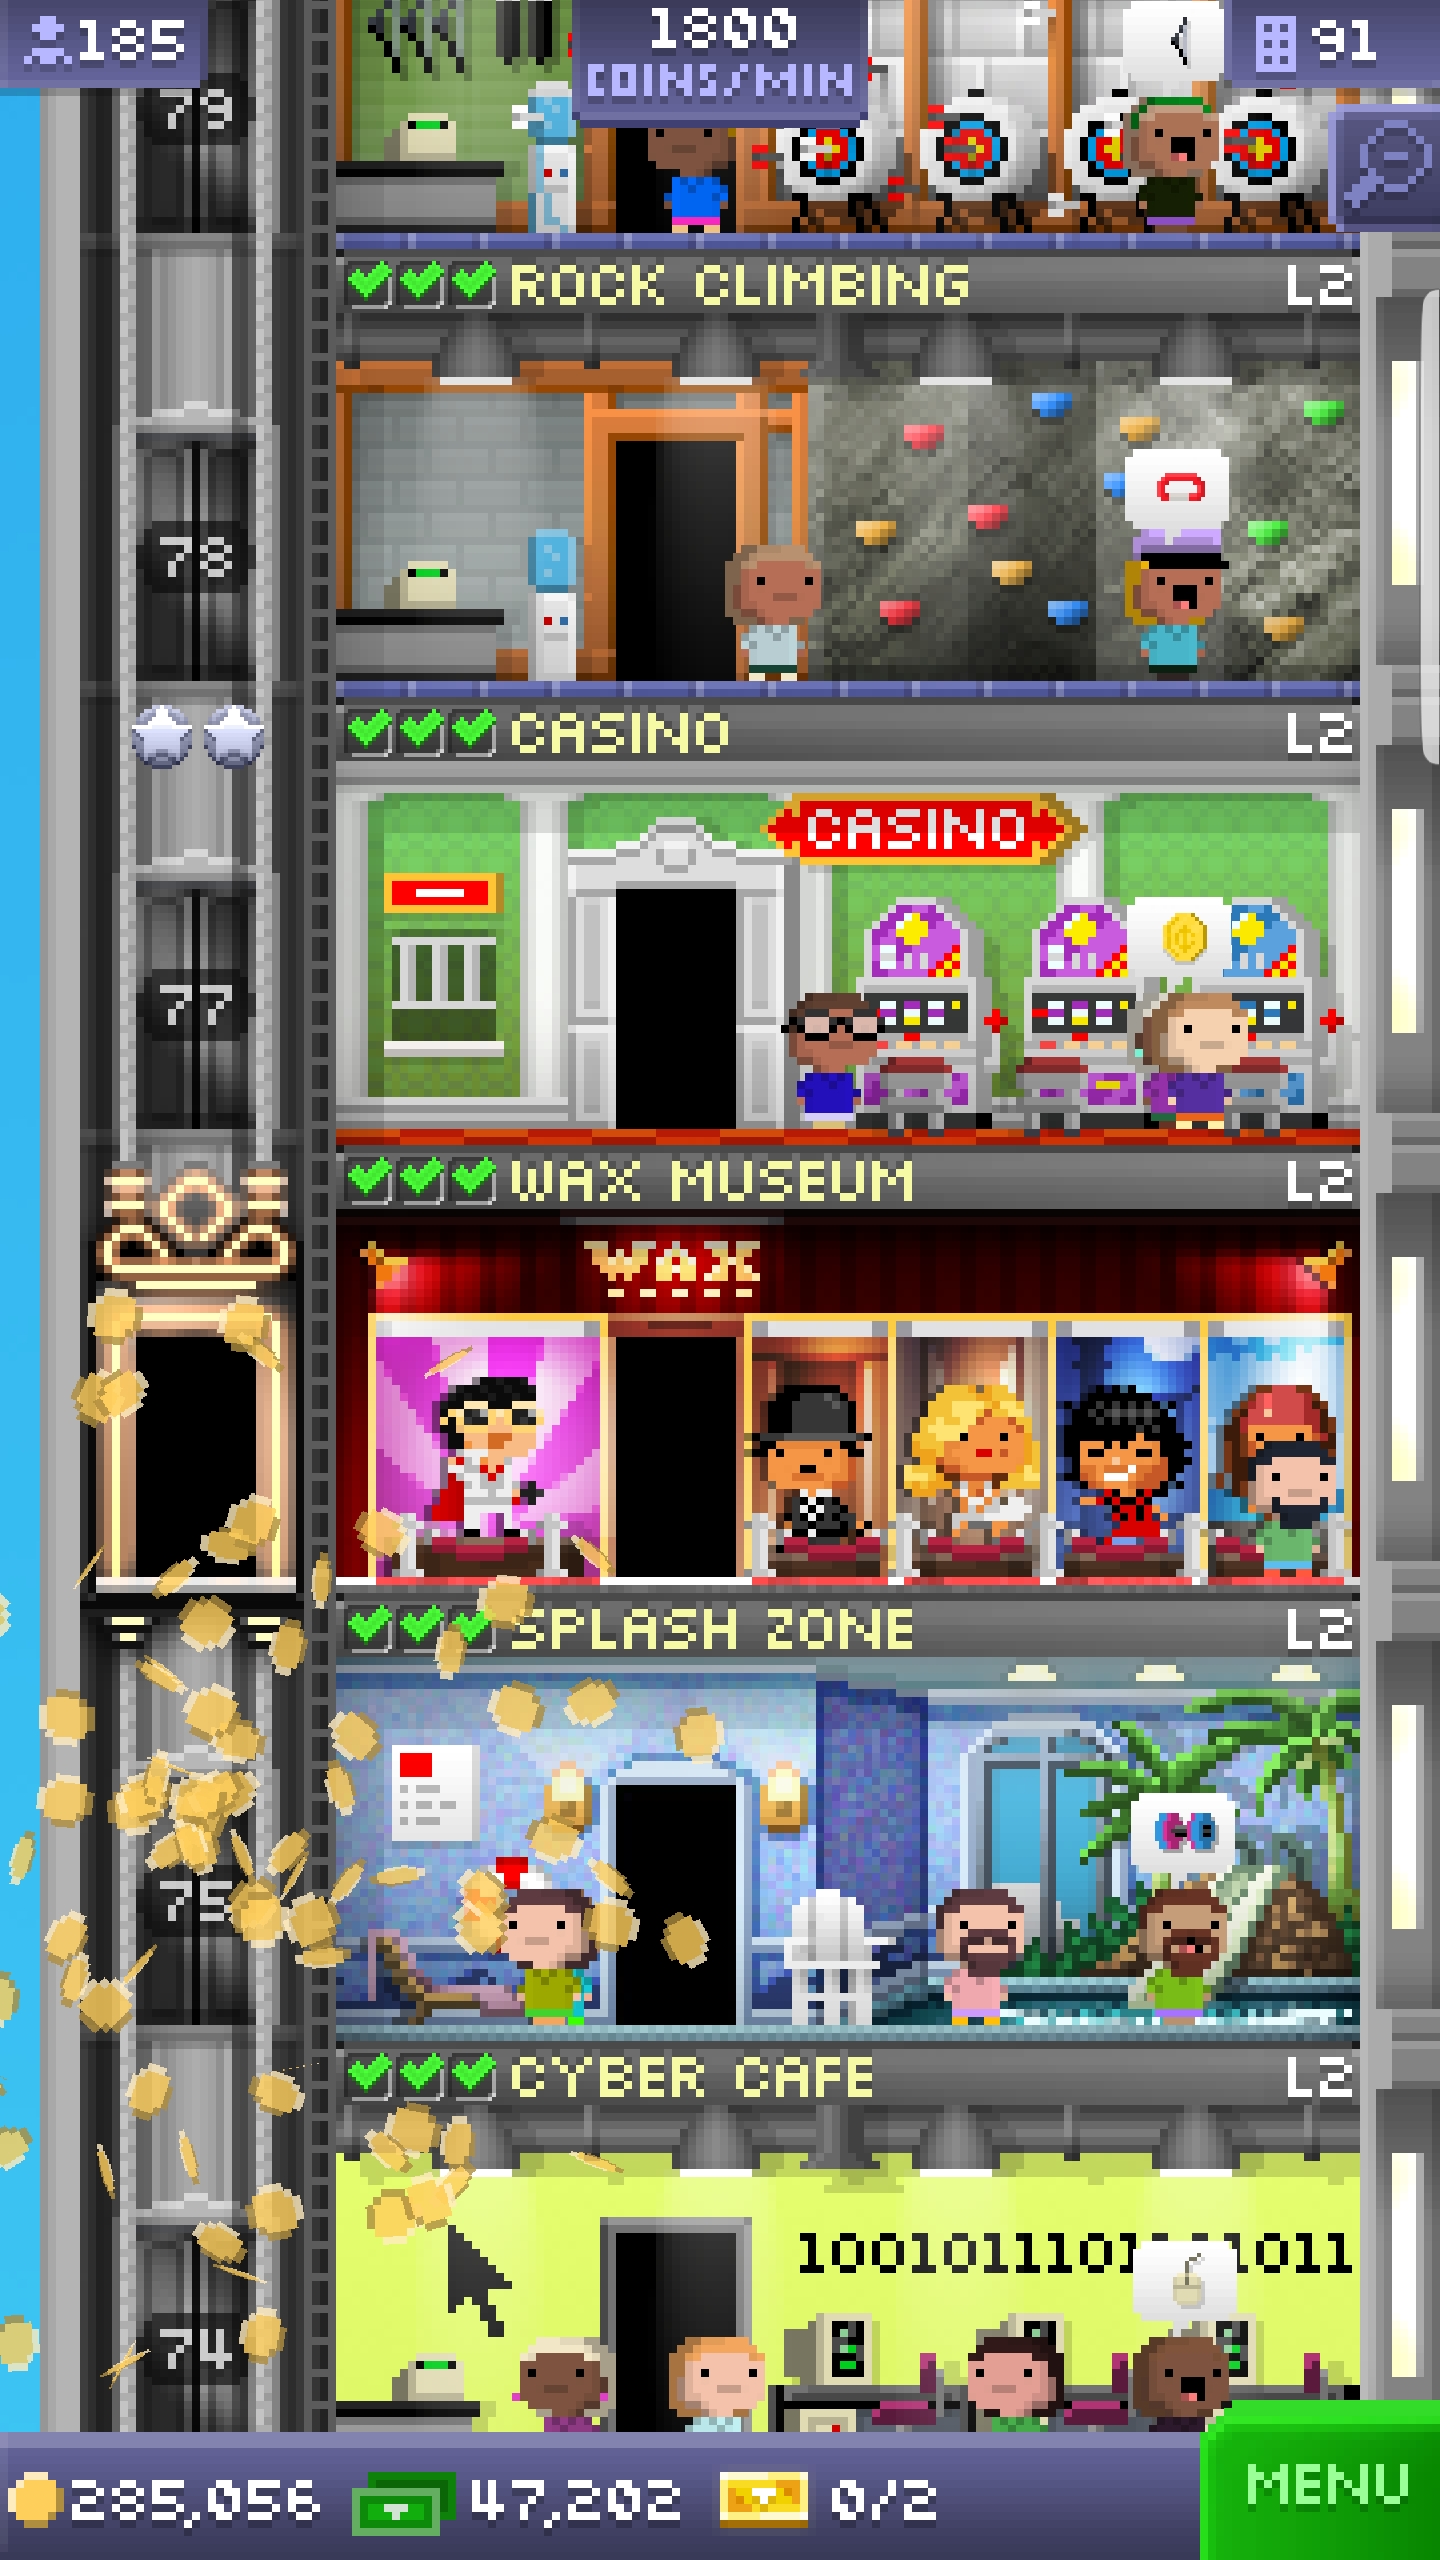 185
1800
COINS/MIN
91
79
ROCK CLIMBING L2
78
CASINO L2
CASINO
77
WAX MUSEUM L2
WAX
SPLASH ZONE L2
75
CYBER CAFE L2
74
285,056 47,202 0/2
MENU